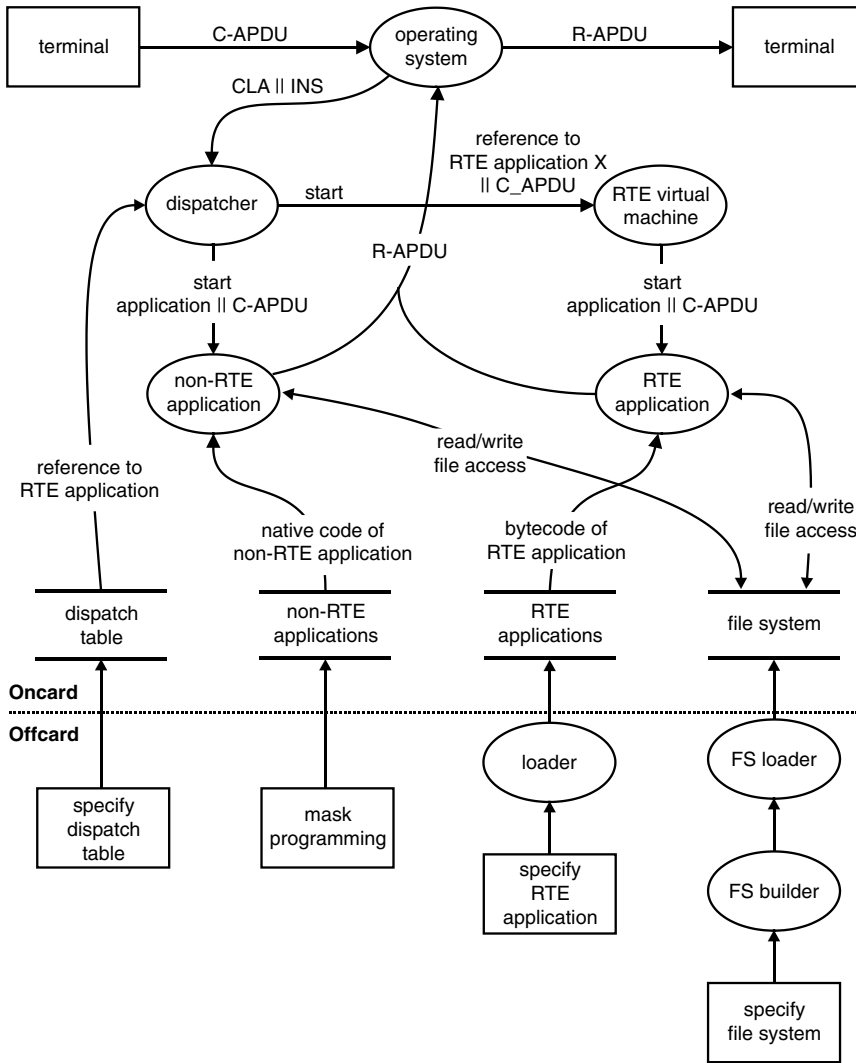 terminal
C-APDU
operating
system
R-APDU
terminal
CLA || INS
reference to
RTE application X
|| C_APDU
dispatcher
start
RTE virtual
machine
R-APDU
start
application || C-APDU
start
application || C-APDU
non-RTE
application
RTE
application
read/write
file access
reference to
RTE application
read/write
file access
native code of
non-RTE application
bytecode of
RTE application
dispatch
table
non-RTE
applications
RTE
applications
file system
Oncard
Offcard
loader
FS loader
specify
dispatch
table
mask
programming
specify
RTE
application
FS builder
specify
file system